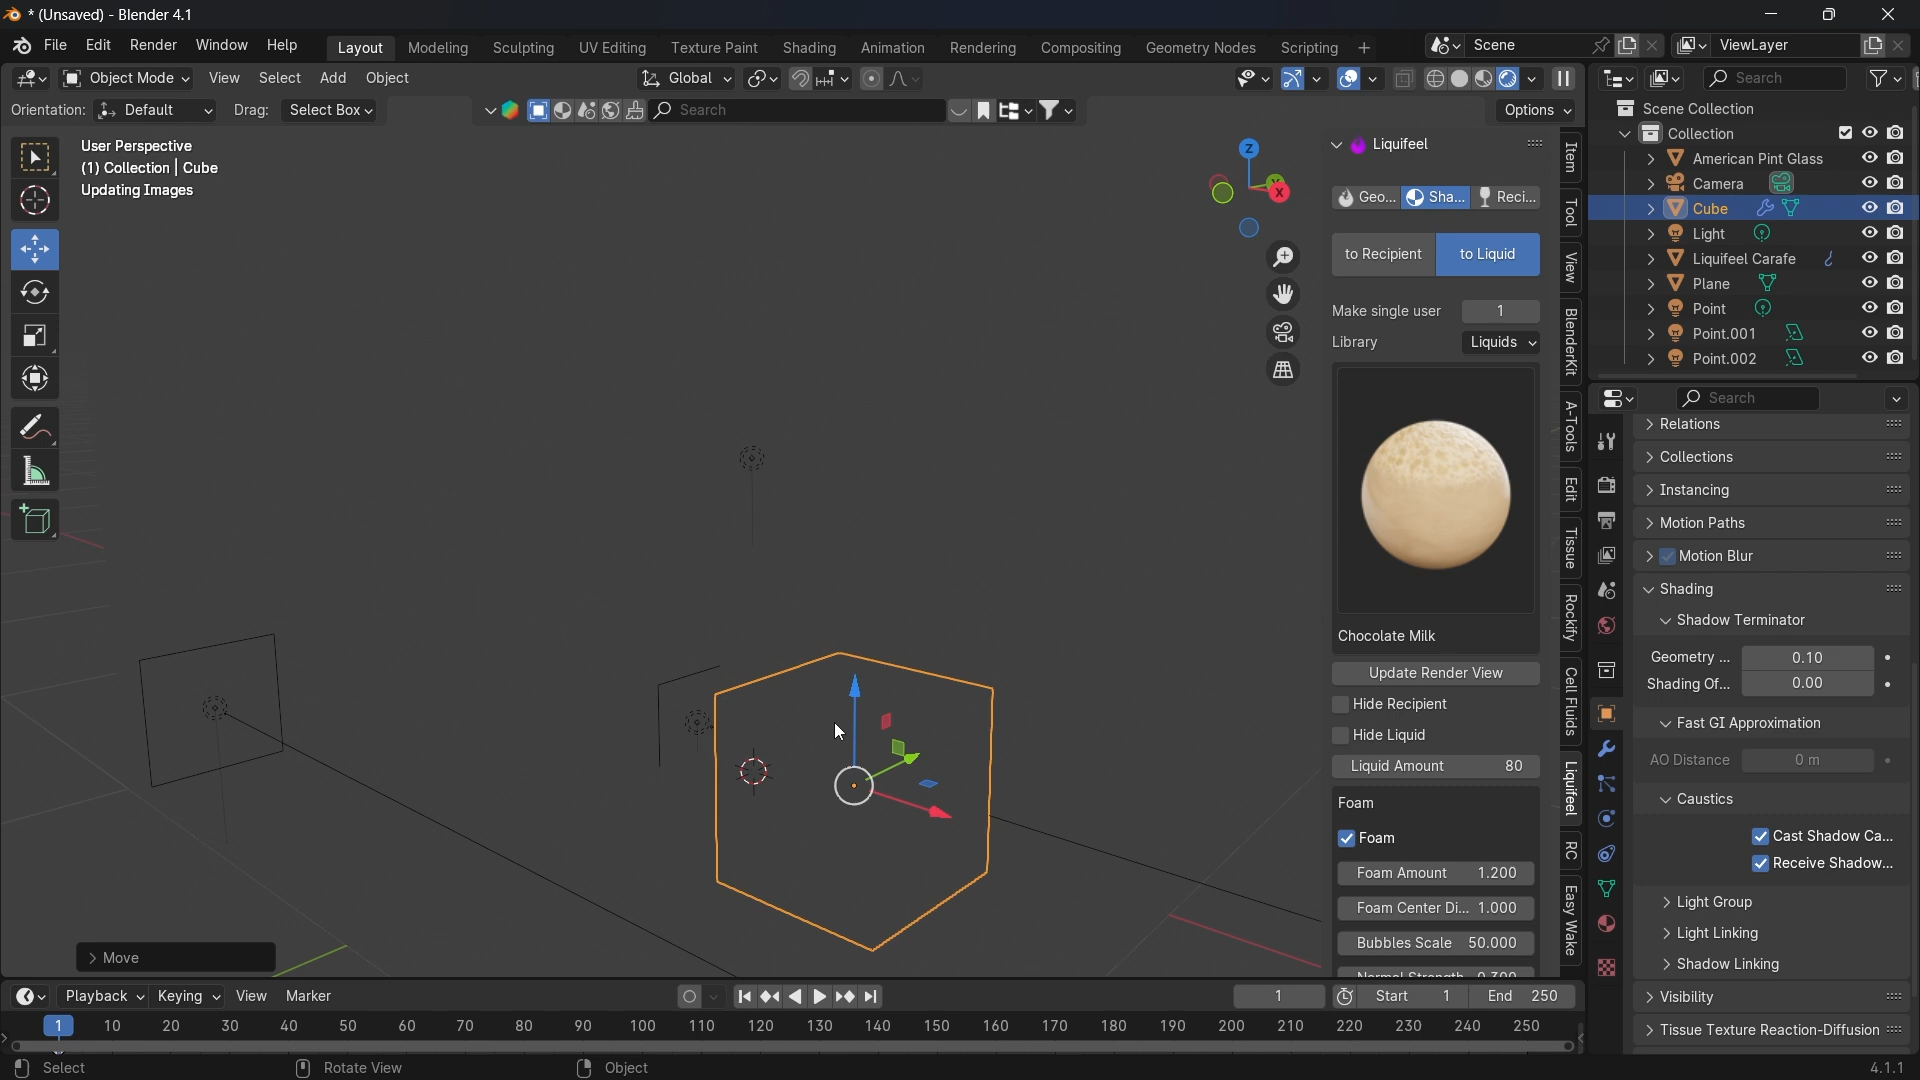 * (Unsaved) - Blender 4.1
File Edit Render Window Help Layout Modeling Sculpting UV Editing Texture Paint Shading Animation Rendering Compositing Geometry Nodes Scripting + Scene ViewLayer
Object Mode View Select Add Object Global Search
Orientation: Default Drag: Select Box Search Options
User Perspective
(1) Collection | Cube
Updating Images
Z
X
Move
Liquifeel
Geo... Sha... Reci...
to Recipient to Liquid
Make single user 1
Library Liquids
Chocolate Milk
Update Render View
Hide Recipient
Hide Liquid
Liquid Amount 80
Foam
Foam
Foam Amount 1.200
Foam Center Di... 1.000
Bubbles Scale 50.000
Normal Strength 0.300
Item
Tool
View
BlenderKit
A-Tools
Edit
Tissue
Rockify
Cell Fluids
Liquifeel
RC
Easy Wake
Scene Collection
Collection
American Pint Glass
Camera
Cube
Light
Liquifeel Carafe
Plane
Point
Point.001
Point.002
Search
Relations
Collections
Instancing
Motion Paths
Motion Blur
Shading
Shadow Terminator
Geometry ... 0.10
Shading Of... 0.00
Fast GI Approximation
AO Distance 0 m
Caustics
Cast Shadow Ca...
Receive Shadow...
Light Group
Light Linking
Shadow Linking
Visibility
Tissue Texture Reaction-Diffusion
Playback Keying View Marker 1 Start 1 End 250
1 10 20 30 40 50 60 70 80 90 100 110 120 130 140 150 160 170 180 190 200 210 220 230 240 250
Select Rotate View Object 4.1.1